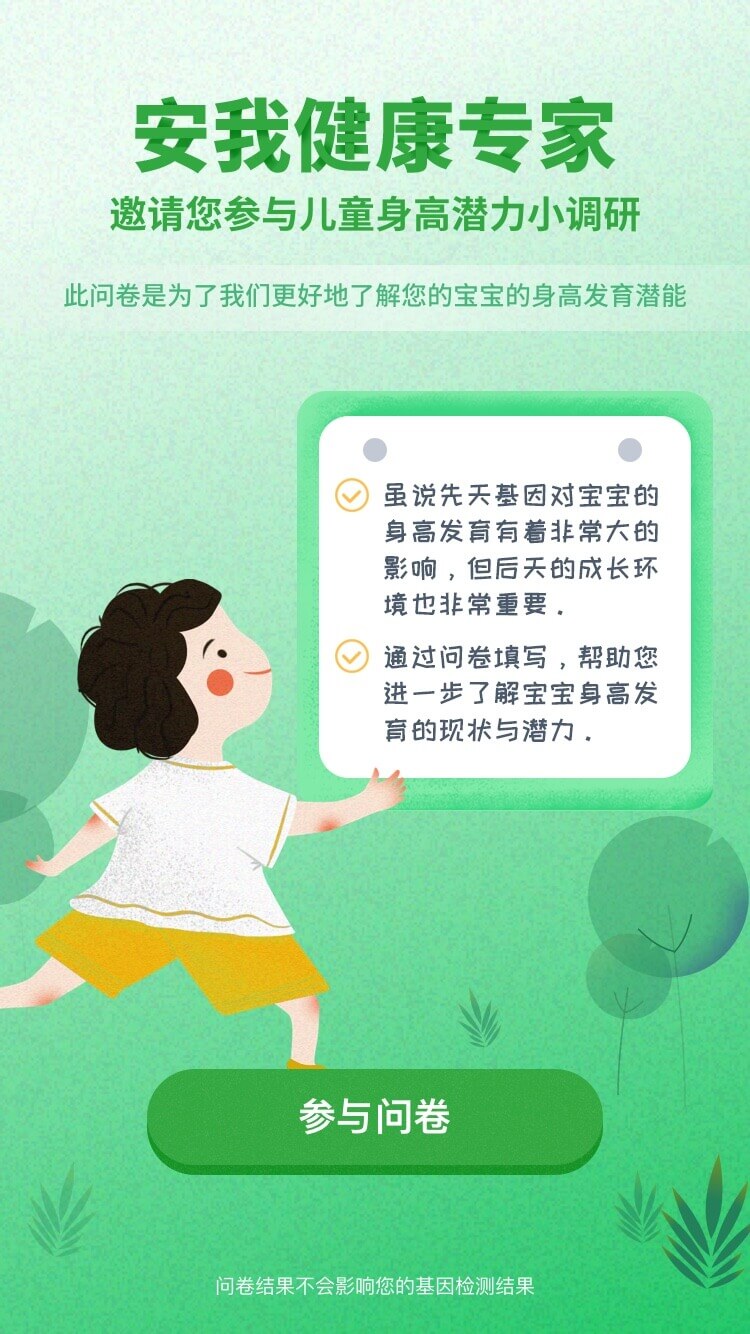 安我健康专家
邀请您参与儿童身高潜力小调研
此问卷是为了我们更好地了解您的宝宝的身高发育潜能
虽说先天基因对宝宝的
身高发育有着非常大的
影响，但后天的成长环
境也非常重要．
通过问卷填写，帮助您
进一步了解宝宝身高发
育的现状与潜力．
参与问卷
问卷结果不会影响您的基因检测结果